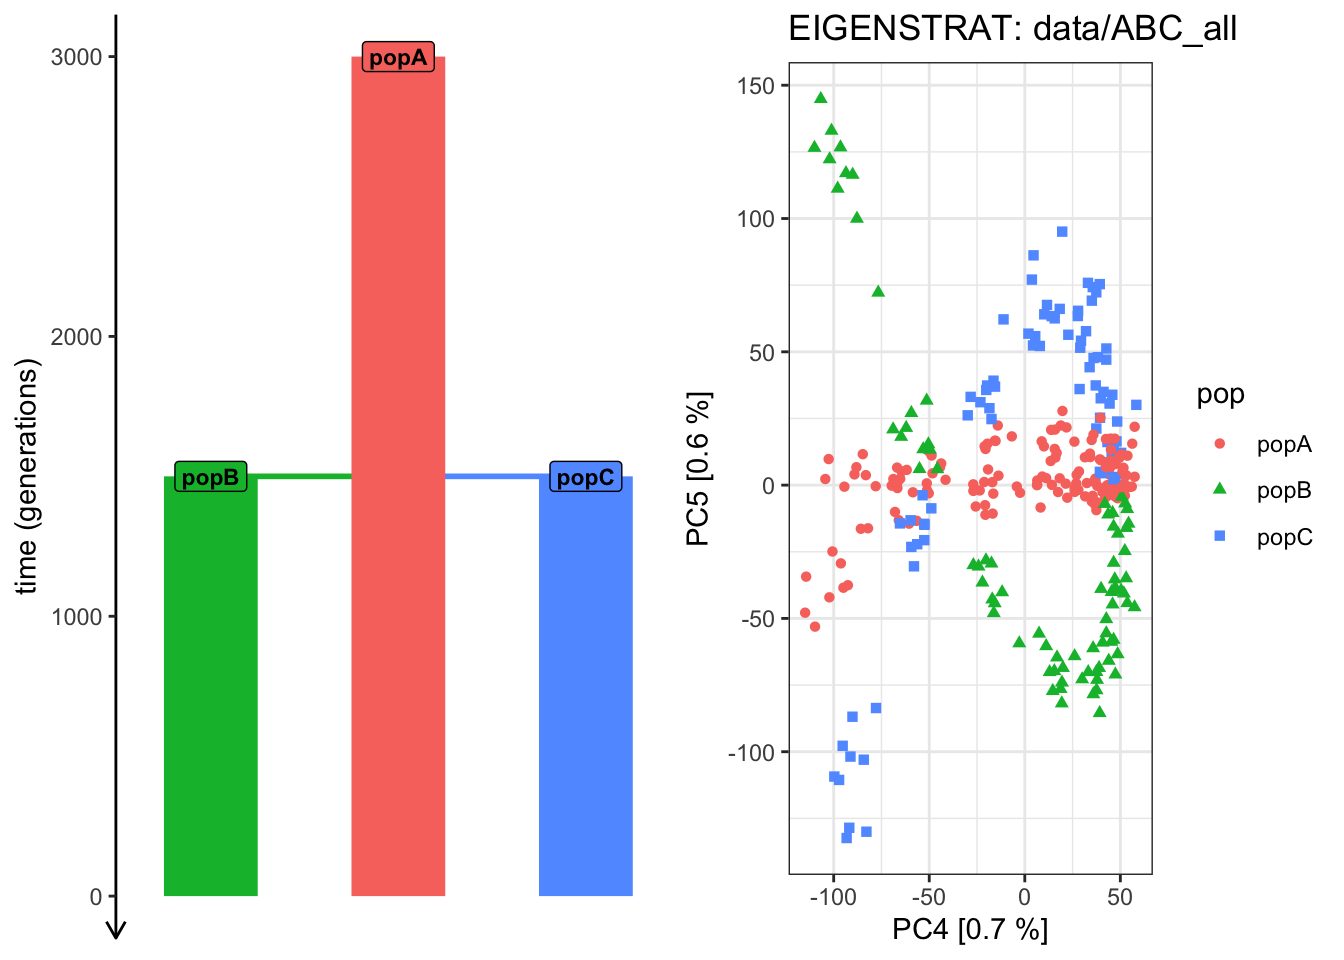 time (generations)
3000
2000
1000
0
popA
popB
popC
EIGENSTRAT: data/ABC_all
PC5 [0.6 %]
150
100
50
0
-50
-100
-100
-50
0
50
PC4 [0.7 %]
pop
popA
popB
popC